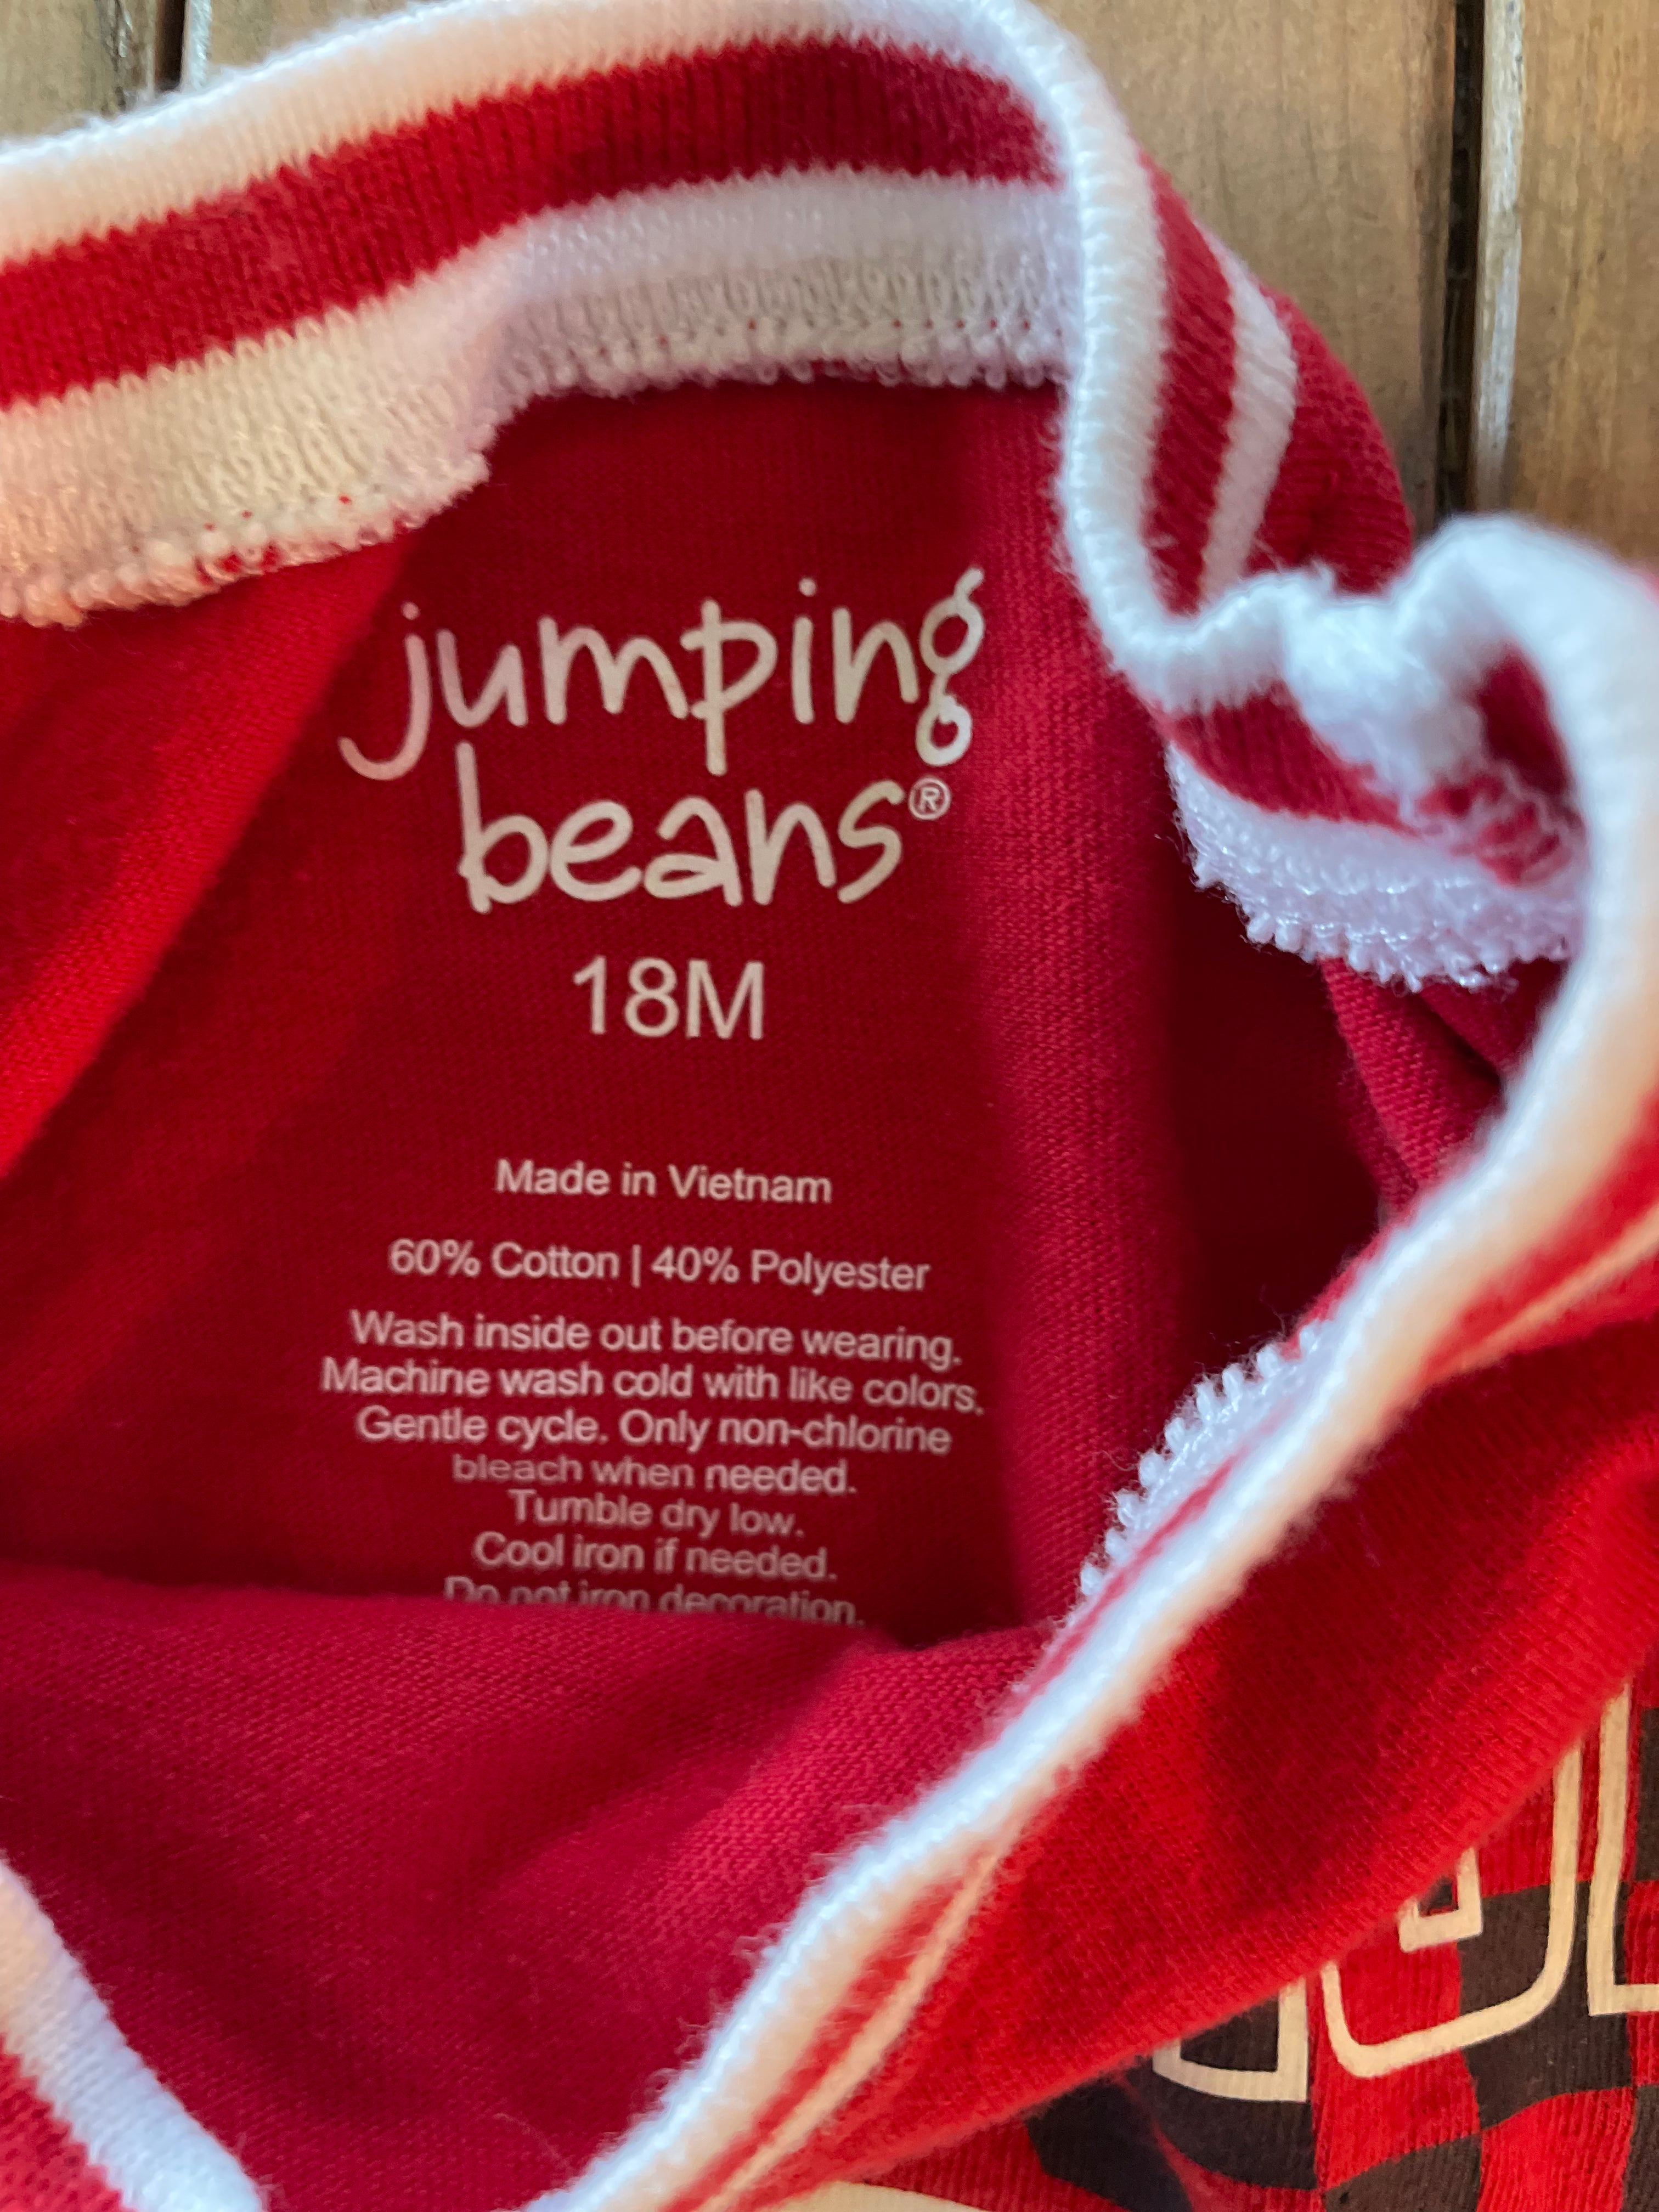 jumping
beans®
18M
Made in Vietnam
60% Cotton | 40% Polyester
Wash inside out before wearing.
Machine wash cold with like colors.
Gentle cycle. Only non-chlorine
bleach when needed.
Tumble dry low.
Cool iron if needed.
Do not iron decoration.